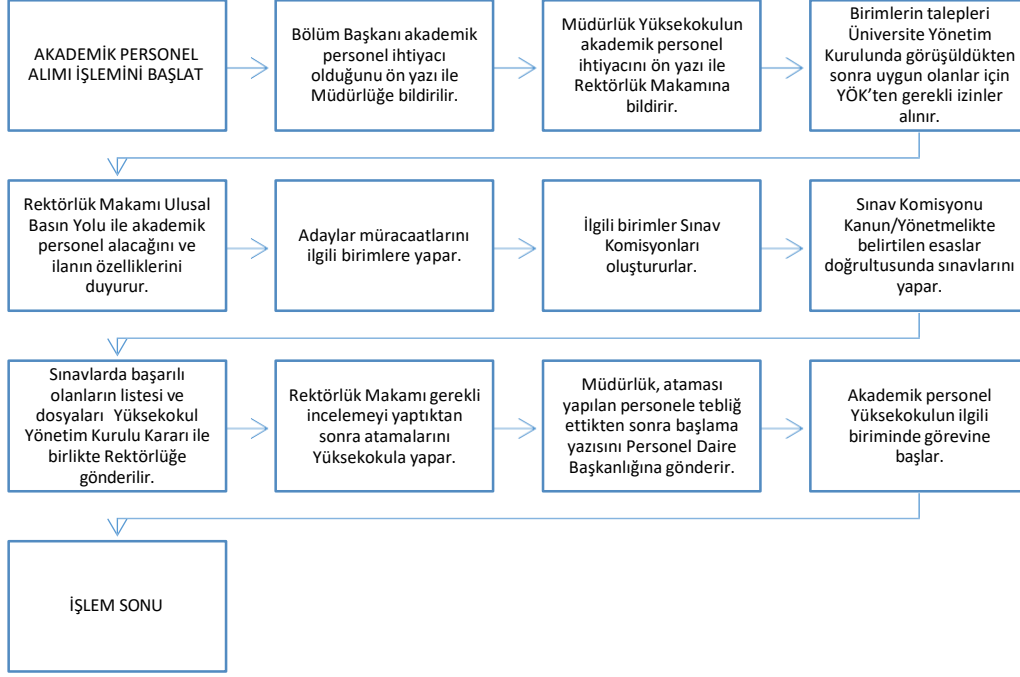 AKADEMİK PERSONEL
ALIMI İŞLEMİNİ BAŞLAT
Bölüm Başkanı akademik
personel ihtiyacı
olduğunu ön yazı ile
Müdürlüğe bildirilir.
Müdürlük Yüksekokulun
akademik personel
ihtiyacını ön yazı ile
Rektörlük Makamına
bildirir.
Birimlerin talepleri
Üniversite Yönetim
Kurulunda görüşüldükten
sonra uygun olanlar için
YÖK'ten gerekli izinler
alınır.
Rektörlük Makamı Ulusal
Basın Yolu ile akademik
personel alacağını ve
ilanın özelliklerini
duyurur.
Adaylar müracaatlarını
ilgili birimlere yapar.
İlgili birimler Sınav
Komisyonları
oluştururlar.
Sınav Komisyonu
Kanun/Yönetmelikte
belirtilen esaslar
doğrultusunda sınavlarını
yapar.
Sınavlarda başarılı
olanların listesi ve
dosyaları Yüksekokul
Yönetim Kurulu Kararı ile
birlikte Rektörlüğe
gönderilir.
Rektörlük Makamı gerekli
incelemeyi yaptıktan
sonra atamalarını
Yüksekokula yapar.
Müdürlük, ataması
yapılan personele tebliğ
ettikten sonra başlama
yazısını Personel Daire
Başkanlığına gönderir.
Akademik personel
Yüksekokulun ilgili
biriminde görevine
başlar.
İŞLEM SONU